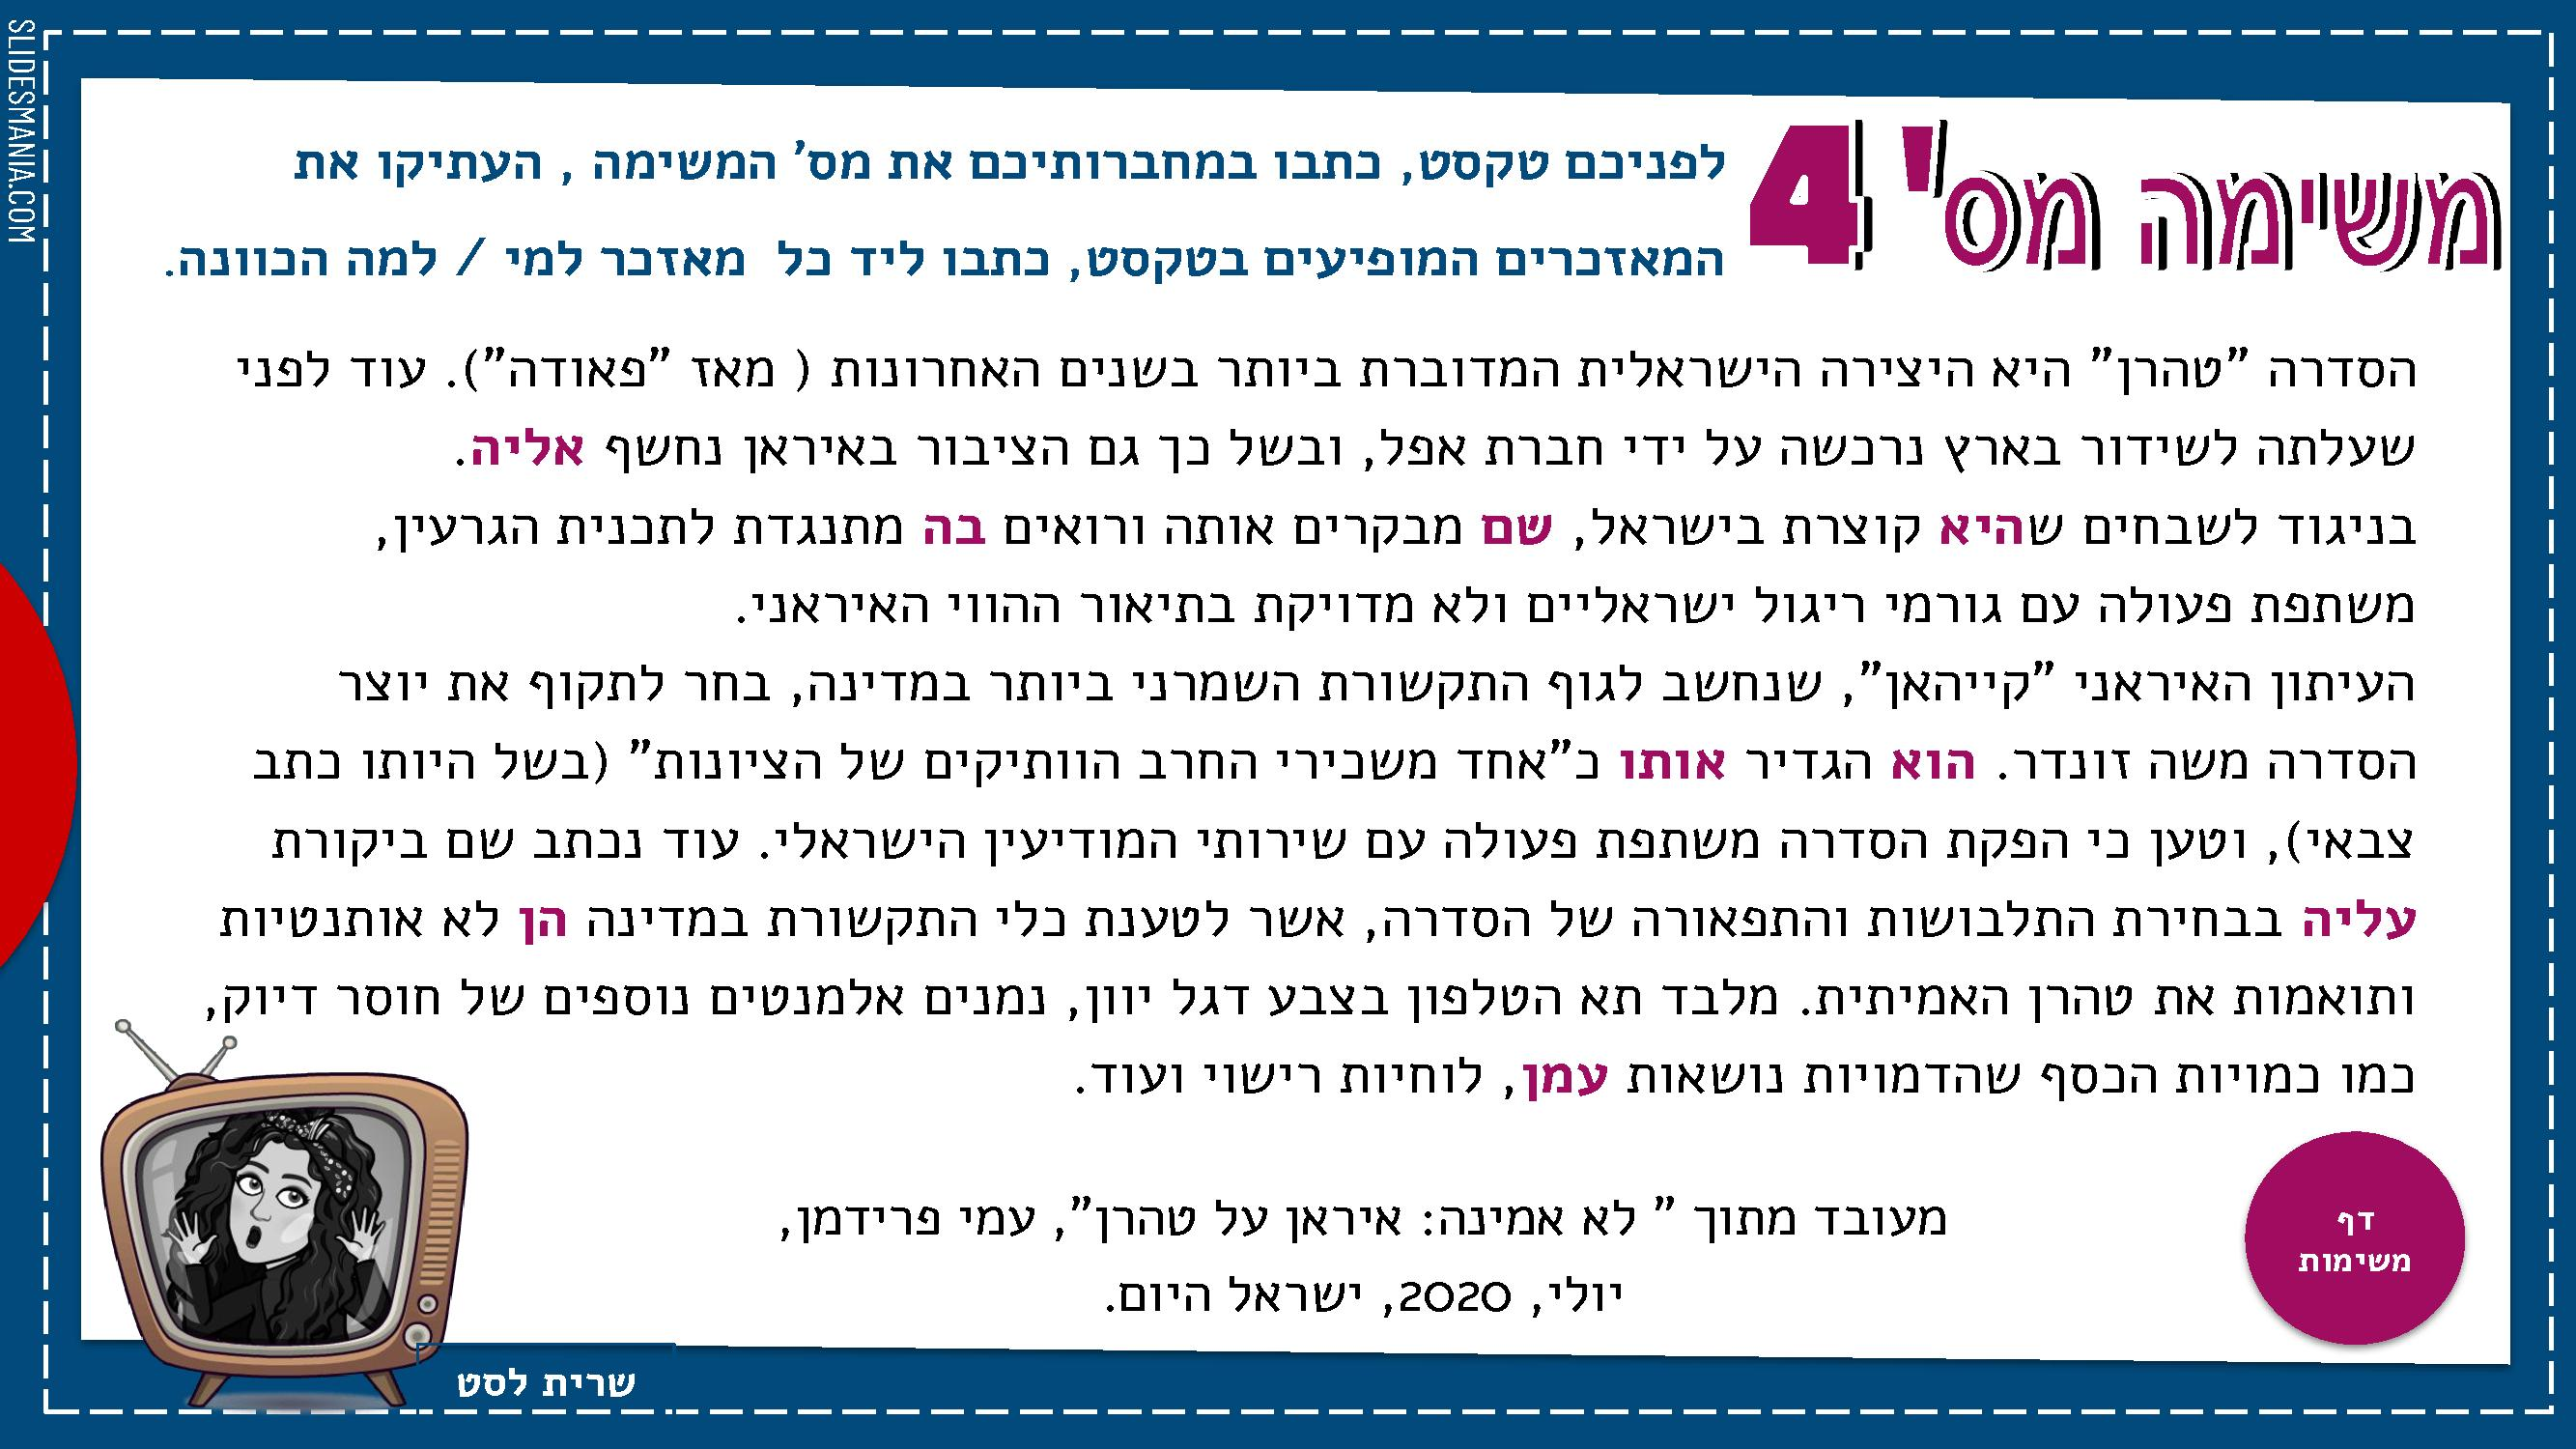 SLIDESMANIA.COM
משימה מס' 4
לפניכם טקסט, כתבו במחברותיכם את מס' המשימה , העתיקו את
המאזכרים המופיעים בטקסט, כתבו ליד כל מאזכר למי / למה הכוונה.
הסדרה "טהרן" היא היצירה הישראלית המדוברת ביותר בשנים האחרונות ( מאז "פאודה"). עוד לפני
שעלתה לשידור בארץ נרכשה על ידי חברת אפל, ובשל כך גם הציבור באיראן נחשף אליה.
בניגוד לשבחים שהיא קוצרת בישראל, שם מבקרים אותה ורואים בה מתנגדת לתכנית הגרעין,
משתפת פעולה עם גורמי ריגול ישראליים ולא מדויקת בתיאור ההווי האיראני.
העיתון האיראני "קייהאן", שנחשב לגוף התקשורת השמרני ביותר במדינה, בחר לתקוף את יוצר
הסדרה משה זונדר. הוא הגדיר אותו כ"אחד משכירי החרב הוותיקים של הציונות" (בשל היותו כתב
צבאי), וטען כי הפקת הסדרה משתפת פעולה עם שירותי המודיעין הישראלי. עוד נכתב שם ביקורת
עליה בבחירת התלבושות והתפאורה של הסדרה, אשר לטענת כלי התקשורת במדינה הן לא אותנטיות
ותואמות את טהרן האמיתית. מלבד תא הטלפון בצבע דגל יוון, נמנים אלמנטים נוספים של חוסר דיוק,
כמו כמויות הכסף שהדמויות נושאות עמן, לוחיות רישוי ועוד.
מעובד מתוך " לא אמינה: איראן על טהרן", עמי פרידמן,
יולי, 2020, ישראל היום.
דף
משימות
שרית לסט